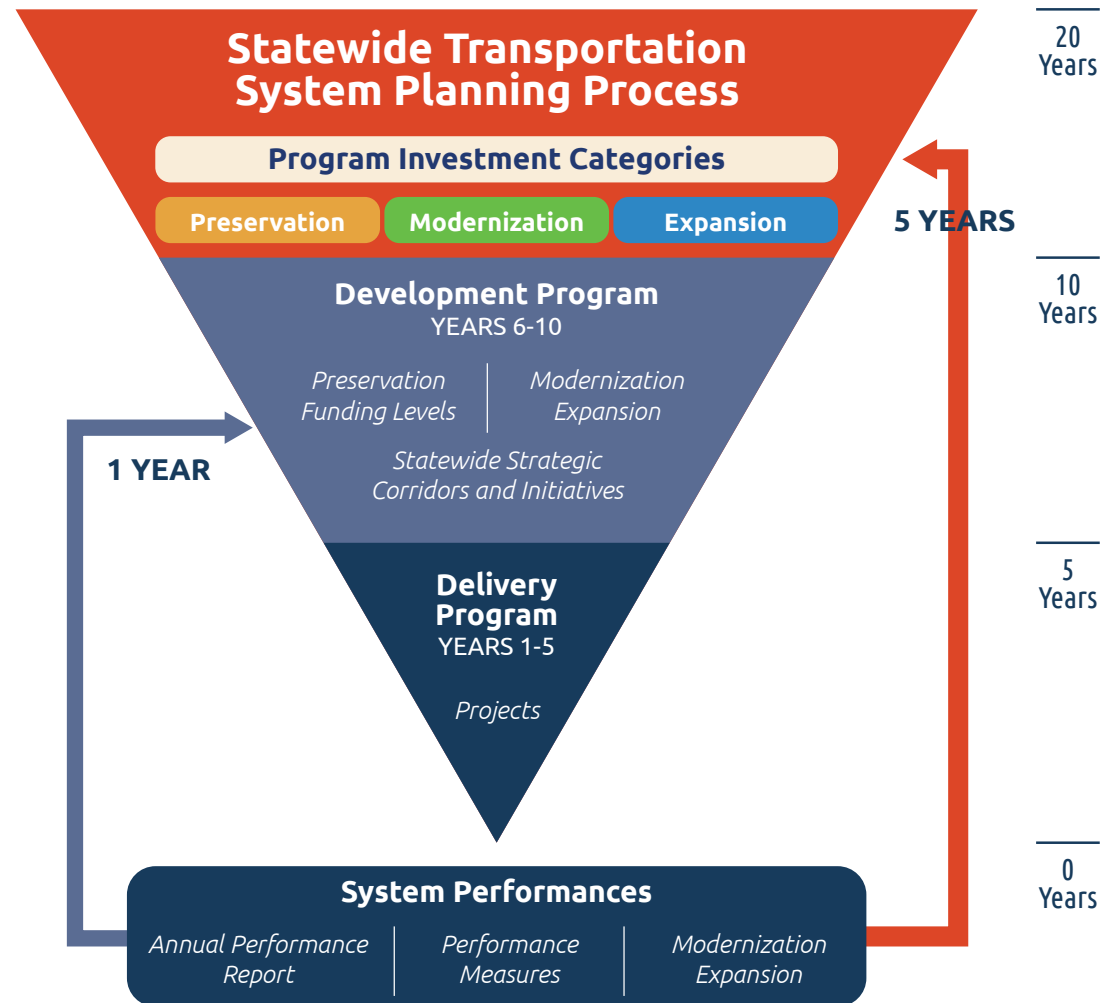 Statewide Transportation
System Planning Process
Program Investment Categories
Preservation
Modernization
Expansion
5 YEARS
20
Years
10
Years
Development Program
YEARS 6-10
Preservation
Funding Levels
Modernization
Expansion
Statewide Strategic
Corridors and Initiatives
1 YEAR
5
Years
Delivery
Program
YEARS 1-5
Projects
0
Years
System Performances
Annual Performance
Report
Performance
Measures
Modernization
Expansion